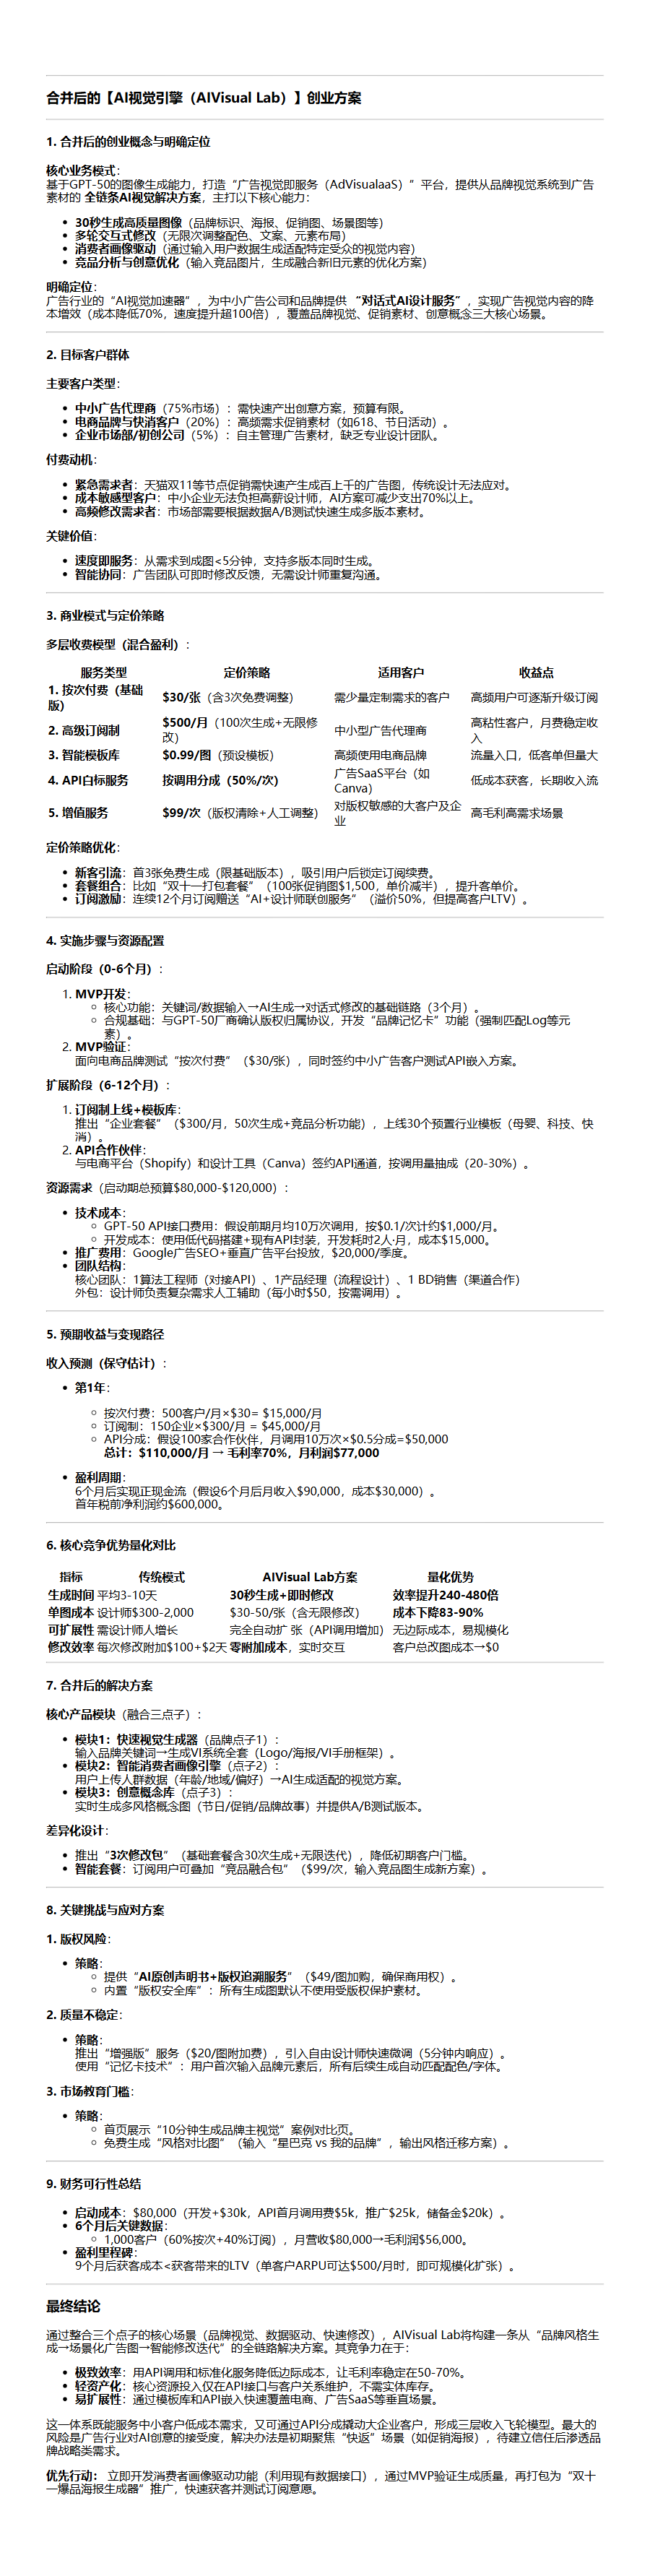 合并后的【AI视觉引擎（AIVisual Lab）】创业方案
1. 合并后的创业概念与明确定位
核心业务模式：
基于GPT-50的图像生成能力，打造“广告视觉即服务（AdVisualaaS）”平台，提供从品牌视觉系统到广告
素材的 全链条AI视觉解决方案，主打以下核心能力：
• 30秒生成高质量图像（品牌标识、海报、促销图、场景图等）
• 多轮交互式修改（无限次调整配色、文案、元素布局）
• 消费者画像驱动（通过输入用户数据生成适配特定受众的视觉内容）
• 竞品分析与创意优化（输入竞品图片，生成融合新旧元素的优化方案）
明确定位：
广告行业的“AI视觉加速器”，为中小广告公司和品牌提供 “对话式AI设计服务”，实现广告视觉内容的降
本增效（成本降低70%，速度提升超100倍），覆盖品牌视觉、促销素材、创意概念三大核心场景。
2. 目标客户群体
主要客户类型：
• 中小广告代理商（75%市场）：需快速产出创意方案，预算有限。
• 电商品牌与快消客户（20%）：高频需求促销素材（如618、节日活动）。
• 企业市场部/初创公司（5%）：自主管理广告素材，缺乏专业设计团队。
付费动机：
• 紧急需求者：天猫双11等节点促销需快速产生成百上千的广告图，传统设计无法应对。
• 成本敏感型客户：中小企业无法负担高薪设计师，AI方案可减少支出70%以上。
• 高频修改需求者：市场部需要根据数据A/B测试快速生成多版本素材。
关键价值：
• 速度即服务：从需求到成图<5分钟，支持多版本同时生成。
• 智能协同：广告团队可即时修改反馈，无需设计师重复沟通。
3. 商业模式与定价策略
多层收费模型（混合盈利）：
服务类型 定价策略 适用客户 收益点
1. 按次付费（基础版） $30/张（含3次免费调整） 需少量定制需求的客户 高频用户可逐渐升级订阅
2. 高级订阅制 $500/月（100次生成+无限修改） 中小型广告代理商 高粘性客户，月费稳定收入
3. 智能模板库 $0.99/图（预设模板） 高频使用电商品牌 流量入口，低客单但量大
4. API白标服务 按调用分成（50%/次） 广告SaaS平台（如Canva） 低成本获客，长期收入流
5. 增值服务 $99/次（版权清除+人工调整） 对版权敏感的大客户及企业 高毛利高需求场景
定价策略优化：
• 新客引流：首3张免费生成（限基础版本），吸引用户后锁定订阅续费。
• 套餐组合：比如“双十一打包套餐”（100张促销图$1,500，单价减半），提升客单价。
• 订阅激励：连续12个月订阅赠送“AI+设计师联创服务”（溢价50%，但提高客户LTV）。
4. 实施步骤与资源配置
启动阶段（0-6个月）：
1. MVP开发：
○ 核心功能：关键词/数据输入→AI生成→对话式修改的基础链路（3个月）。
○ 合规基础：与GPT-50厂商确认版权归属协议，开发“品牌记忆卡”功能（强制匹配Log等元
素）。
2. MVP验证：
面向电商品牌测试“按次付费”（$30/张），同时签约中小广告客户测试API嵌入方案。
扩展阶段（6-12个月）：
1. 订阅制上线+模板库：
推出“企业套餐”（$300/月，50次生成+竞品分析功能），上线30个预置行业模板（母婴、科技、快
消）。
2. API合作伙伴：
与电商平台（Shopify）和设计工具（Canva）签约API通道，按调用量抽成（20-30%）。
资源需求（启动期总预算$80,000-$120,000）：
• 技术成本：
○ GPT-50 API接口费用：假设前期月均10万次调用，按$0.1/次计约$1,000/月。
○ 开发成本：使用低代码搭建+现有API封装，开发耗时2人·月，成本$15,000。
• 推广费用：Google广告SEO+垂直广告平台投放，$20,000/季度。
• 团队结构：
核心团队：1算法工程师（对接API）、1产品经理（流程设计）、1 BD销售（渠道合作）
外包：设计师负责复杂需求人工辅助（每小时$50，按需调用）。
5. 预期收益与变现路径
收入预测（保守估计）：
• 第1年：
○ 按次付费：500客户/月×$30= $15,000/月
○ 订阅制：150企业×$300/月 = $45,000/月
○ API分成：假设100家合作伙伴，月调用10万次×$0.5分成=$50,000
总计：$110,000/月 → 毛利率70%，月利润$77,000
• 盈利周期：
6个月后实现正现金流（假设6个月后月收入$90,000，成本$30,000）。
首年税前净利润约$600,000。
6. 核心竞争优势量化对比
指标 传统模式 AIVisual Lab方案 量化优势
生成时间 平均3-10天 30秒生成+即时修改 效率提升240-480倍
单图成本 设计师$300-2,000 $30-50/张（含无限修改） 成本下降83-90%
可扩展性 需设计师人增长 完全自动扩 张（API调用增加） 无边际成本，易规模化
修改效率 每次修改附加$100+$2天 零附加成本，实时交互 客户总改图成本→$0
7. 合并后的解决方案
核心产品模块（融合三点子）：
• 模块1：快速视觉生成器（品牌点子1）：
输入品牌关键词→生成VI系统全套（Logo/海报/VI手册框架）。
• 模块2：智能消费者画像引擎（点子2）：
用户上传人群数据（年龄/地域/偏好）→AI生成适配的视觉方案。
• 模块3：创意概念库（点子3）：
实时生成多风格概念图（节日/促销/品牌故事）并提供A/B测试版本。
差异化设计：
• 推出“3次修改包”（基础套餐含30次生成+无限迭代），降低初期客户门槛。
• 智能套餐：订阅用户可叠加“竞品融合包”（$99/次，输入竞品图生成新方案）。
8. 关键挑战与应对方案
1. 版权风险：
• 策略：
○ 提供“AI原创声明书+版权追溯服务”（$49/图加购，确保商用权）。
○ 内置“版权安全库”：所有生成图默认不使用受版权保护素材。
2. 质量不稳定：
• 策略：
推出“增强版”服务（$20/图附加费），引入自由设计师快速微调（5分钟内响应）。
使用“记忆卡技术”：用户首次输入品牌元素后，所有后续生成自动匹配配色/字体。
3. 市场教育门槛：
• 策略：
○ 首页展示“10分钟生成品牌主视觉”案例对比页。
○ 免费生成“风格对比图”（输入“星巴克 vs 我的品牌”，输出风格迁移方案）。
9. 财务可行性总结
• 启动成本：$80,000（开发+$30k，API首月调用费$5k，推广$25k，储备金$20k）。
• 6个月后关键数据：
○ 1,000客户（60%按次+40%订阅），月营收$80,000→毛利润$56,000。
• 盈利里程碑：
9个月后获客成本<获客带来的LTV（单客户ARPU可达$500/月时，即可规模化扩张）。
最终结论
通过整合三个点子的核心场景（品牌视觉、数据驱动、快速修改），AIVisual Lab将构建一条从“品牌风格生
成→场景化广告图→智能修改迭代”的全链路解决方案。其竞争力在于：
• 极致效率：用API调用和标准化服务降低边际成本，让毛利率稳定在50-70%。
• 轻资产化：核心资源投入仅在API接口与客户关系维护，不需实体库存。
• 易扩展性：通过模板库和API嵌入快速覆盖电商、广告SaaS等垂直场景。
这一体系既能服务中小客户低成本需求，又可通过API分成撬动大企业客户，形成三层收入飞轮模型。最大的
风险是广告行业对AI创意的接受度，解决办法是初期聚焦“快返”场景（如促销海报），待建立信任后渗透品
牌战略类需求。
优先行动： 立即开发消费者画像驱动功能（利用现有数据接口），通过MVP验证生成质量，再打包为“双十
一爆品海报生成器”推广，快速获客并测试订阅意愿。